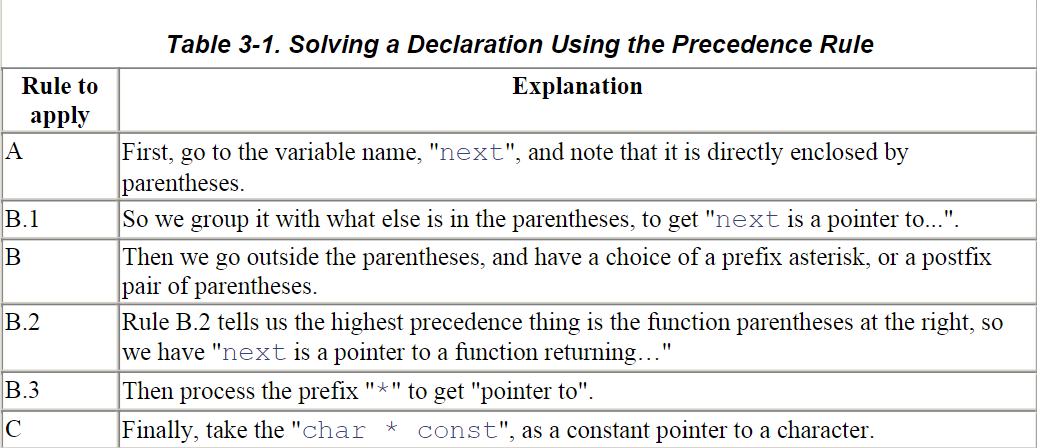 Table 3-1. Solving a Declaration Using the Precedence Rule
Rule to
apply
Explanation
A
First, go to the variable name, "next", and note that it is directly enclosed by
parentheses.
B.1
So we group it with what else is in the parentheses, to get "next is a pointer to...".
B
Then we go outside the parentheses, and have a choice of a prefix asterisk, or a postfix
pair of parentheses.
B.2
Rule B.2 tells us the highest precedence thing is the function parentheses at the right, so
we have "next is a pointer to a function returning…"
B.3
Then process the prefix "*" to get "pointer to".
C
Finally, take the "char * const", as a constant pointer to a character.